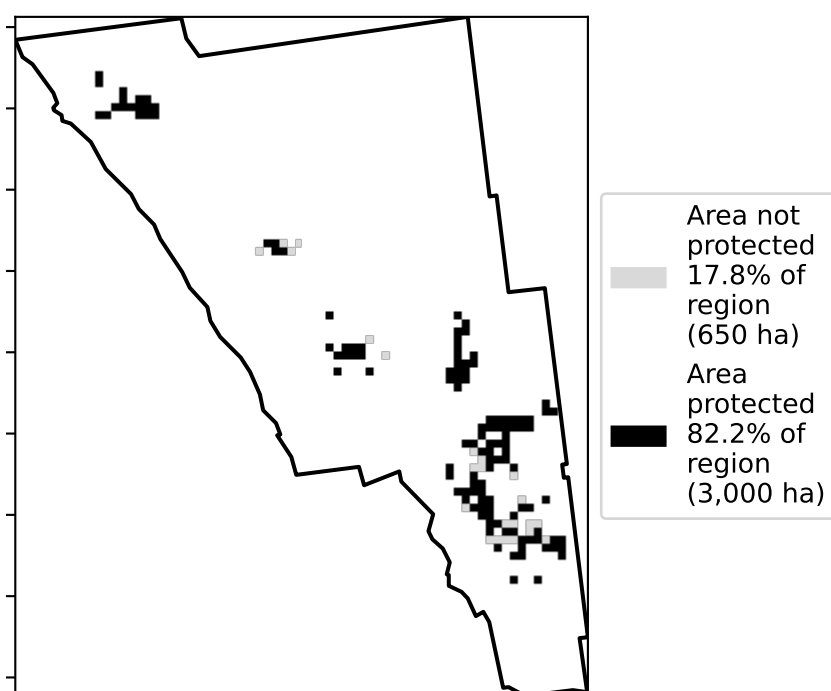 Area not
protected
17.8% of
region
(650 ha)
Area
protected
82.2% of
region
(3,000 ha)